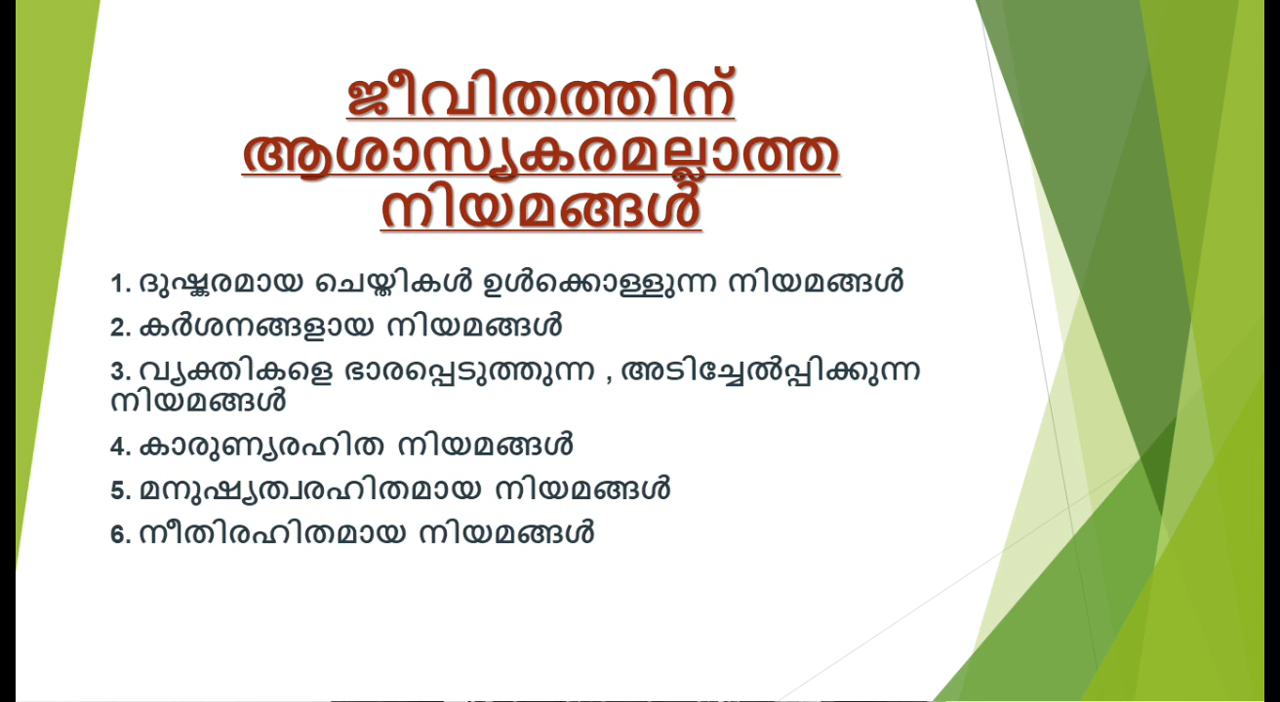 ജീവിതത്തിന്
ആശാസ്യകരമല്ലാത്ത
നിയമങ്ങൾ
1. ദുഷ്കരമായ ചെയ്തികൾ ഉൾക്കൊള്ളുന്ന നിയമങ്ങൾ
2. കർശനങ്ങളായ നിയമങ്ങൾ
3. വ്യക്തികളെ ഭാരപ്പെടുത്തുന്ന , അടിച്ചേൽപ്പിക്കുന്ന
നിയമങ്ങൾ
4. കാരുണ്യരഹിത നിയമങ്ങൾ
5. മനുഷ്യത്വരഹിതമായ നിയമങ്ങൾ
6. നീതിരഹിതമായ നിയമങ്ങൾ